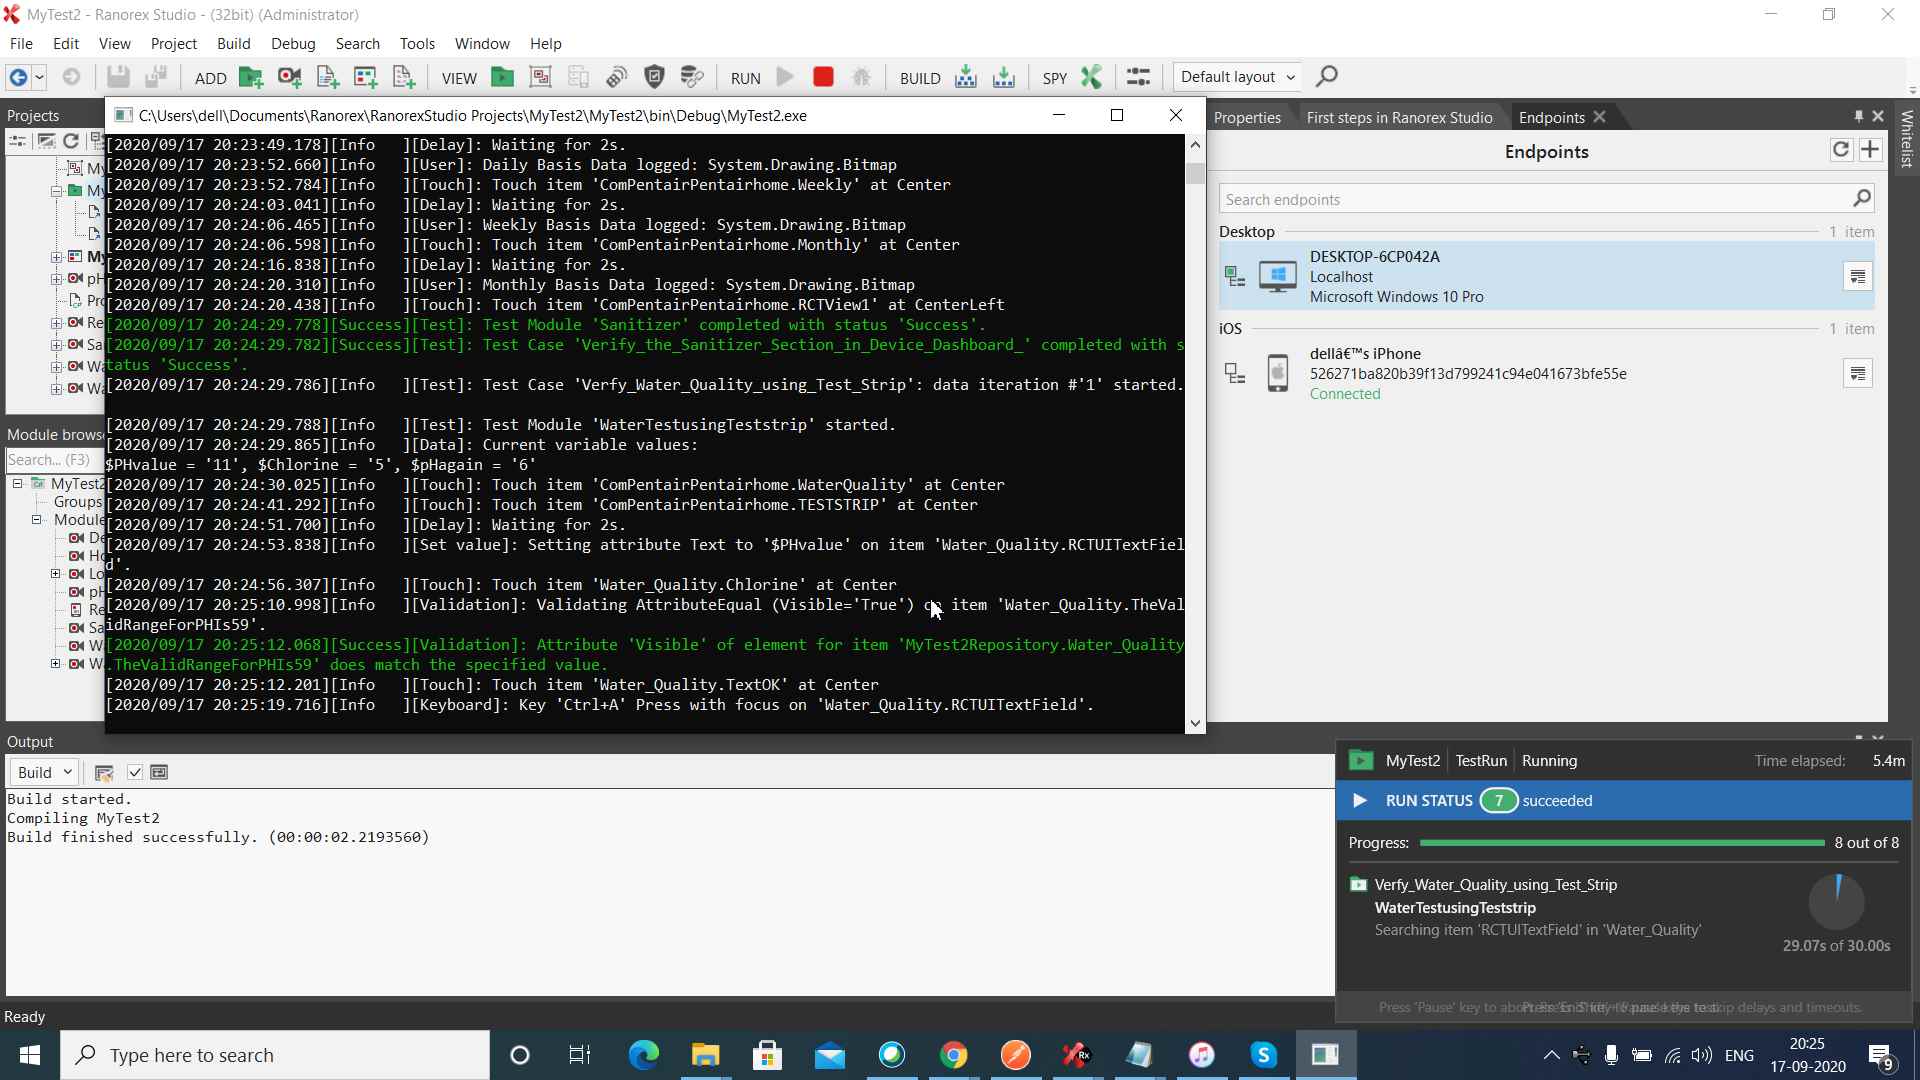 MyTest2 - Ranorex Studio - (32bit) (Administrator)
File Edit View Project Build Debug Search Tools Window Help
ADD VIEW RUN BUILD SPY Default layout
Projects
C:\Users\dell\Documents\Ranorex\RanorexStudio Projects\MyTest2\MyTest2\bin\Debug\MyTest2.exe
[2020/09/17 20:23:49.178][Info   ][Delay]: Waiting for 2s.
[2020/09/17 20:23:52.660][Info   ][User]: Daily Basis Data logged: System.Drawing.Bitmap
[2020/09/17 20:23:52.784][Info   ][Touch]: Touch item 'ComPentairPentairhome.Weekly' at Center
[2020/09/17 20:24:03.041][Info   ][Delay]: Waiting for 2s.
[2020/09/17 20:24:06.465][Info   ][User]: Weekly Basis Data logged: System.Drawing.Bitmap
[2020/09/17 20:24:06.598][Info   ][Touch]: Touch item 'ComPentairPentairhome.Monthly' at Center
[2020/09/17 20:24:16.838][Info   ][Delay]: Waiting for 2s.
[2020/09/17 20:24:20.310][Info   ][User]: Monthly Basis Data logged: System.Drawing.Bitmap
[2020/09/17 20:24:20.438][Info   ][Touch]: Touch item 'ComPentairPentairhome.RCTView1' at CenterLeft
[2020/09/17 20:24:29.778][Success][Test]: Test Module 'Sanitizer' completed with status 'Success'.
[2020/09/17 20:24:29.782][Success][Test]: Test Case 'Verify_the_Sanitizer_Section_in_Device_Dashboard_' completed with s
tatus 'Success'.
[2020/09/17 20:24:29.786][Info   ][Test]: Test Case 'Verfy_Water_Quality_using_Test_Strip': data iteration #'1' started.
[2020/09/17 20:24:29.788][Info   ][Test]: Test Module 'WaterTestusingTeststrip' started.
[2020/09/17 20:24:29.865][Info   ][Data]: Current variable values:
$PHvalue = '11', $Chlorine = '5', $pHagain = '6'
[2020/09/17 20:24:30.025][Info   ][Touch]: Touch item 'ComPentairPentairhome.WaterQuality' at Center
[2020/09/17 20:24:41.292][Info   ][Touch]: Touch item 'ComPentairPentairhome.TESTSTRIP' at Center
[2020/09/17 20:24:51.700][Info   ][Delay]: Waiting for 2s.
[2020/09/17 20:24:53.838][Info   ][Set value]: Setting attribute Text to '$PHvalue' on item 'Water_Quality.RCTUITextFiel
d'.
[2020/09/17 20:24:56.307][Info   ][Touch]: Touch item 'Water_Quality.Chlorine' at Center
[2020/09/17 20:25:10.998][Info   ][Validation]: Validating AttributeEqual (Visible='True') on item 'Water_Quality.TheVal
idRangeForPHIs59'.
[2020/09/17 20:25:12.068][Success][Validation]: Attribute 'Visible' of element for item 'MyTest2Repository.Water_Quality
.TheValidRangeForPHIs59' does match the specified value.
[2020/09/17 20:25:12.201][Info   ][Touch]: Touch item 'Water_Quality.TextOK' at Center
[2020/09/17 20:25:19.716][Info   ][Keyboard]: Key 'Ctrl+A' Press with focus on 'Water_Quality.RCTUITextField'.
My
My
My
pH
Pr
Re
Sa
Wa
Wa
Module brows
Search... (F3)
MyTest2
Groups
Module
De
Ho
Lo
pH
Re
Sa
W
W
Properties First steps in Ranorex Studio Endpoints
Whitelist
Endpoints
Search endpoints
Desktop 1 item
DESKTOP-6CP042A
Localhost
Microsoft Windows 10 Pro
iOS 1 item
dellâ€™s iPhone
526271ba820b39f13d799241c94e041673bfe55e
Connected
Output
Build
Build started.
Compiling MyTest2
Build finished successfully. (00:00:02.2193560)
MyTest2 TestRun Running Time elapsed: 5.4m
RUN STATUS 7 succeeded
Progress: 8 out of 8
Verfy_Water_Quality_using_Test_Strip
WaterTestusingTeststrip
Searching item 'RCTUITextField' in 'Water_Quality'
29.07s of 30.00s
Press 'Pause' key to abort skip delays and timeouts.
Ready
Type here to search
Rx
ENG
20:25
17-09-2020
9